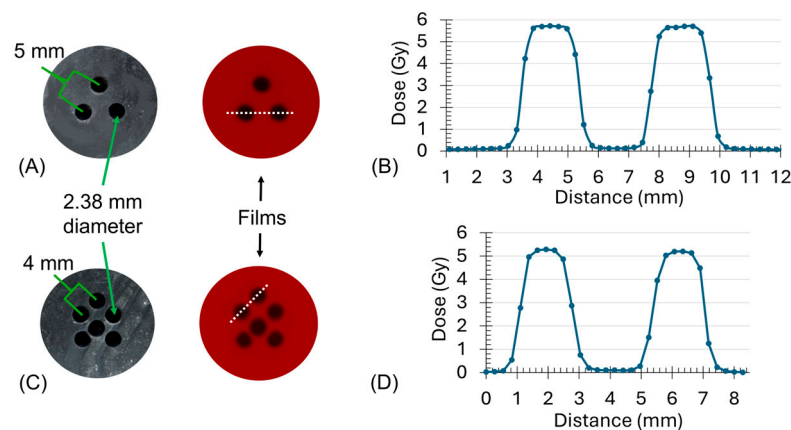 5 mm
(A)
2.38 mm
diameter
4 mm
(C)
Films
6
5
4
3
2
1
0
Dose (Gy)
1 2 3 4 5 6 7 8 9 10 11 12
Distance (mm)
(B)
6
5
4
3
2
1
0
Dose (Gy)
0 1 2 3 4 5 6 7 8
Distance (mm)
(D)